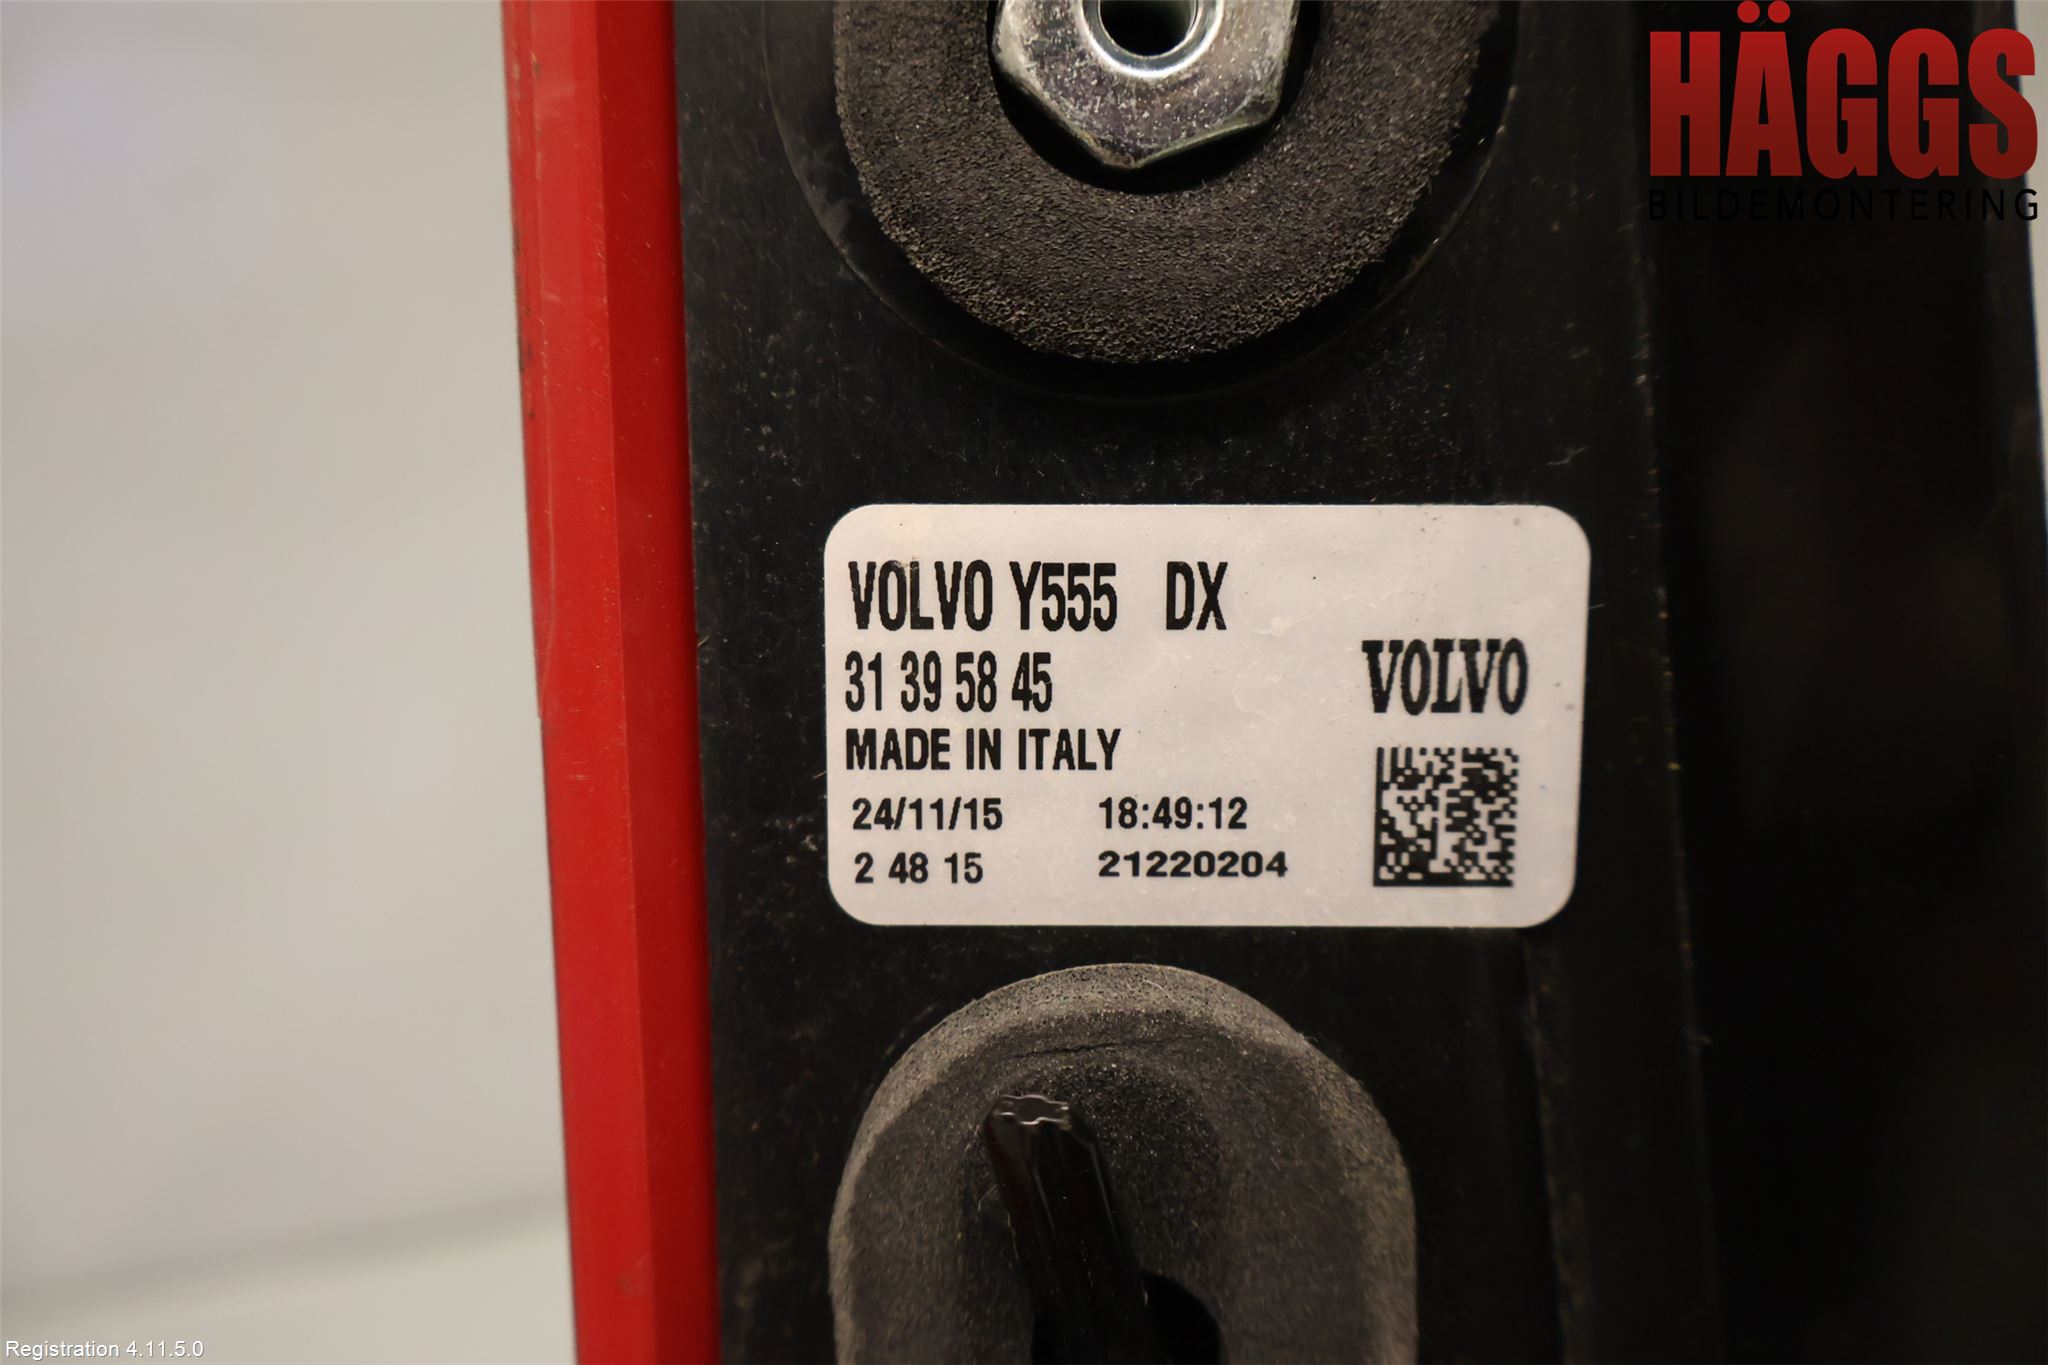 HÄGGS
BILDEMONTERING
VOLVO Y555 DX
31 39 58 45
VOLVO
MADE IN ITALY
24/11/15 18:49:12
2 48 15 21220204
Registration 4.11.5.0